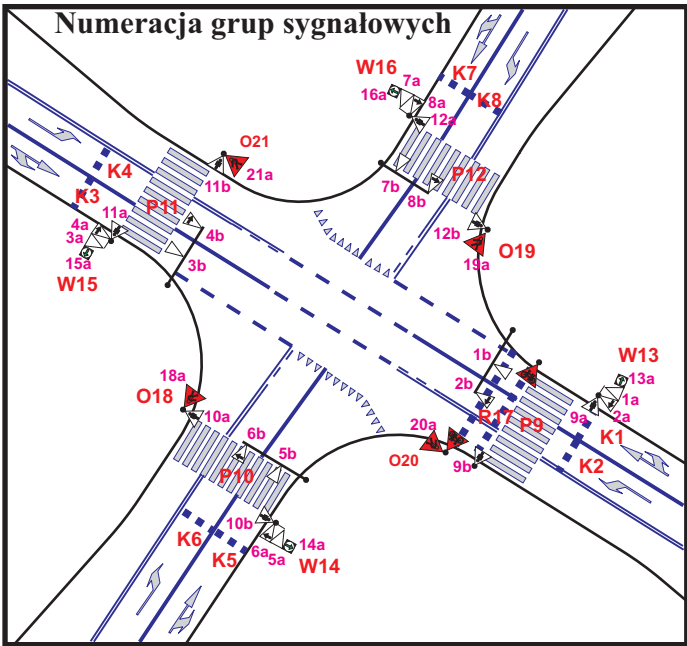 Numeracja grup sygnałowych
W16
7a
K7
16a
8a
K8
12a
O21
K4
21a
11b
P12
7b
8b
K3
P11
11a
4a
4b
12b
3a
O19
15a
3b
19a
W15
1b
W13
18a
2b
13a
O18
1a
10a
R17
P9
9a
2a
20a
K1
6b
O20
5b
9b
K2
P10
10b
K6
14a
6a
K5
5a
W14